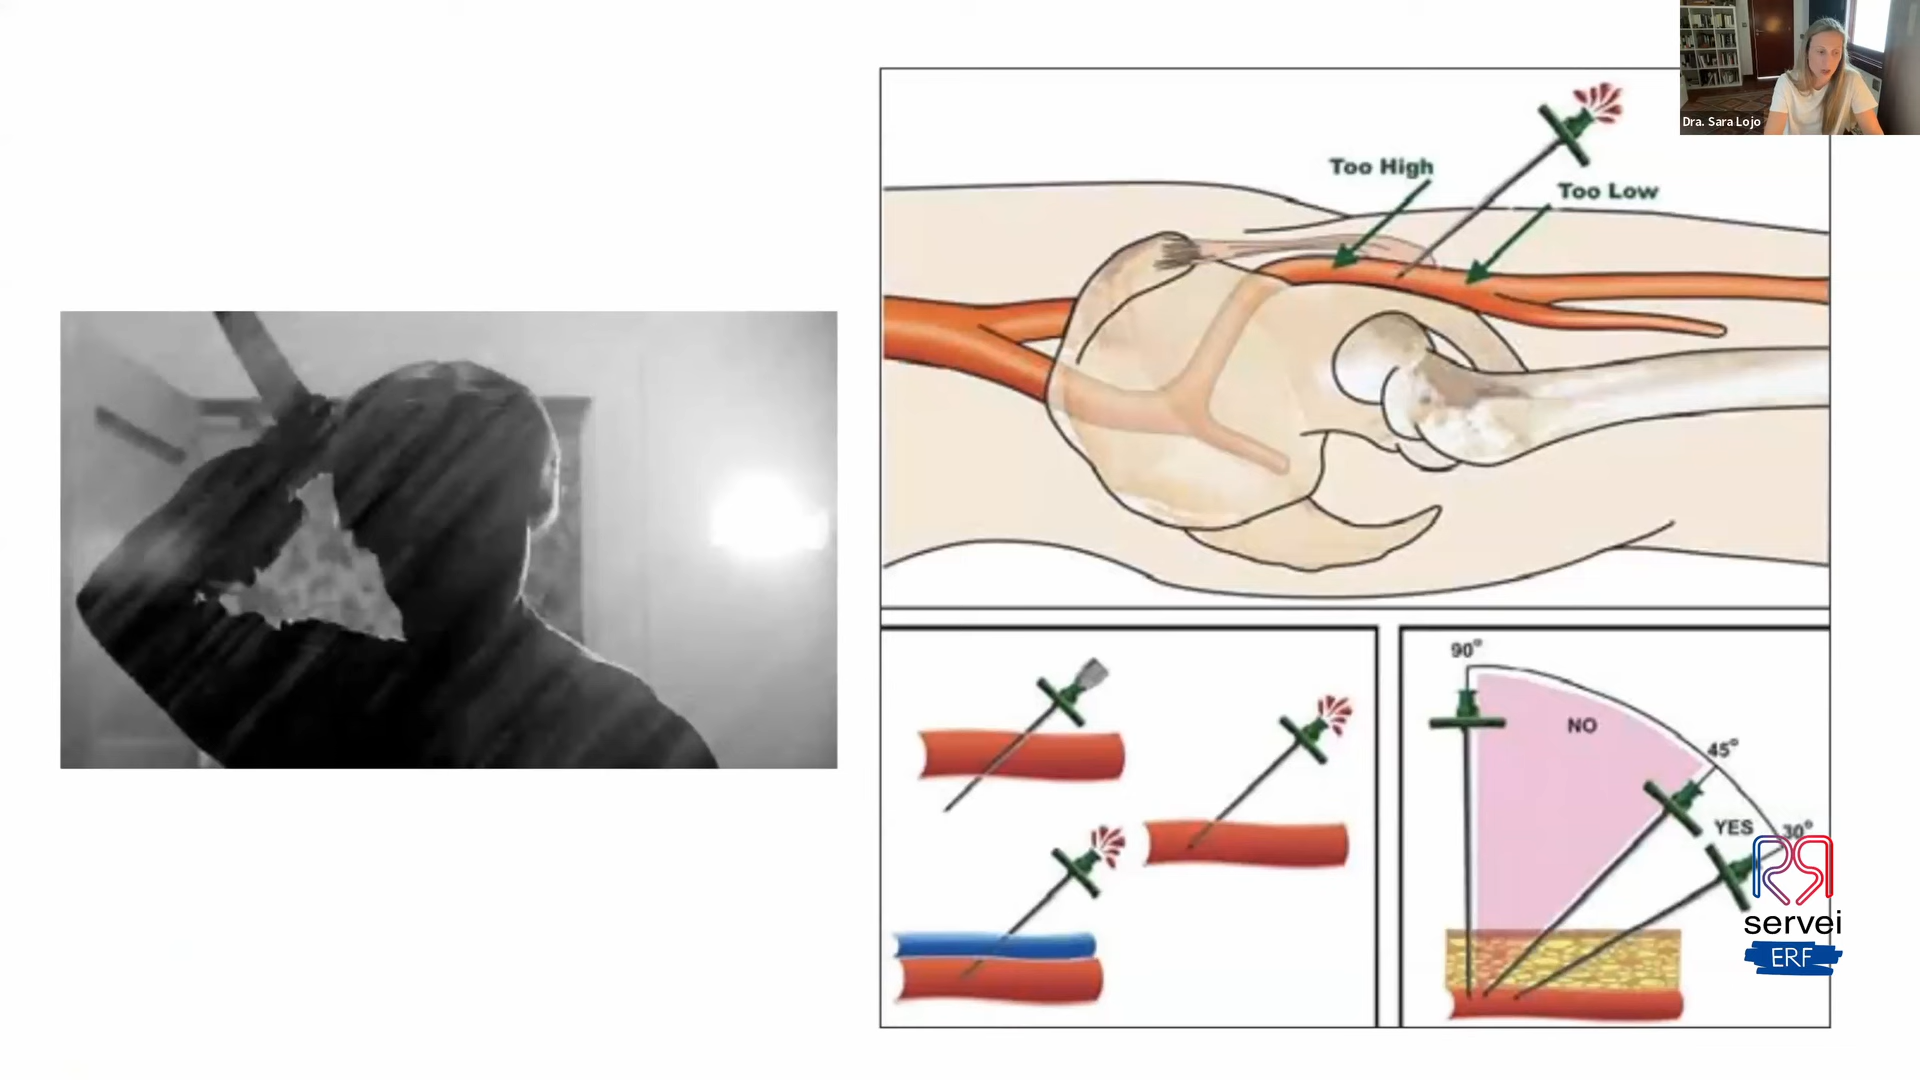 Dra. Sara Lojo
Too High
Too Low
90°
NO
45°
YES
30°
servei
ERF